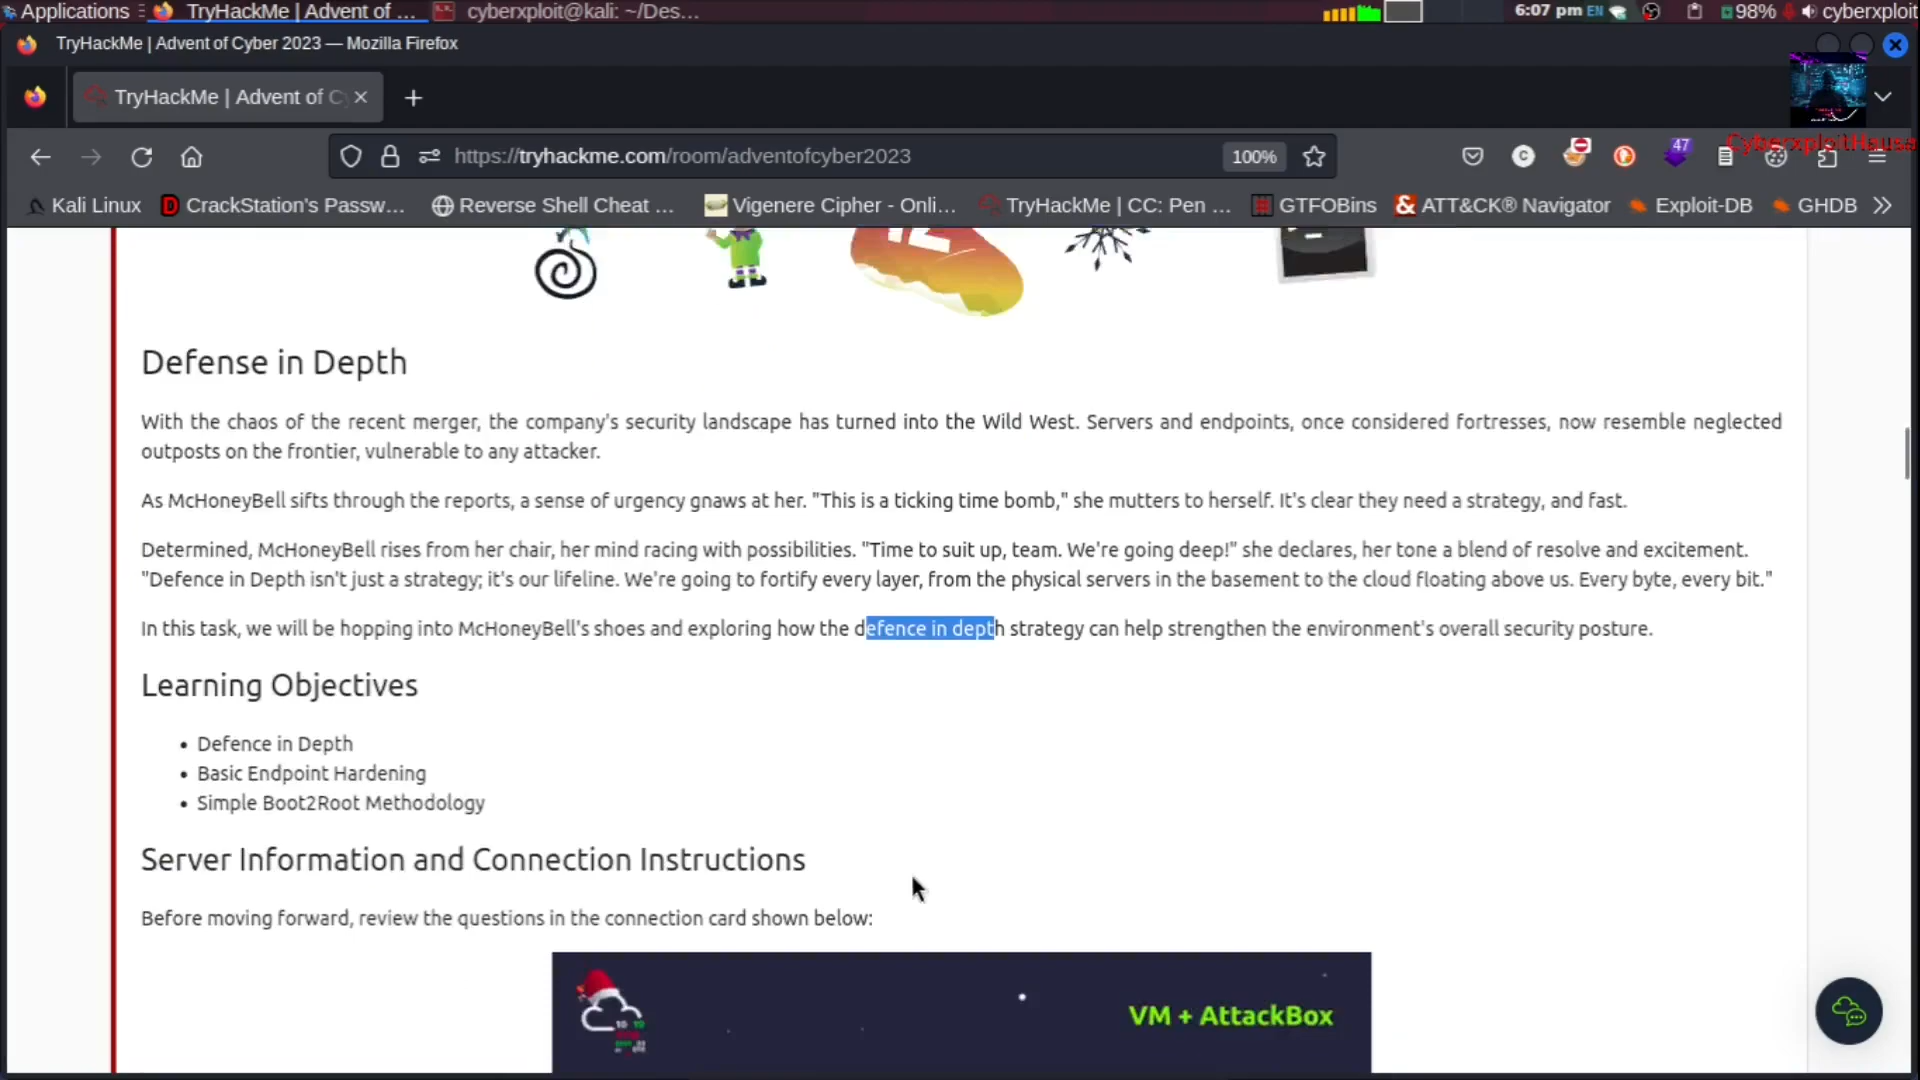 Applications
TryHackMe | Advent of ...
cyberxploit@kali: ~/Des...
6:07 pm EN
98%
cyberxploit
TryHackMe | Advent of Cyber 2023 — Mozilla Firefox
TryHackMe | Advent of C
CyberxploitHausa
https://tryhackme.com/room/adventofcyber2023
100%
47
Kali Linux
CrackStation's Passw...
Reverse Shell Cheat ...
Vigenere Cipher - Onli...
TryHackMe | CC: Pen ...
GTFOBins
ATT&CK® Navigator
Exploit-DB
GHDB
Defense in Depth
With the chaos of the recent merger, the company's security landscape has turned into the Wild West. Servers and endpoints, once considered fortresses, now resemble neglected
outposts on the frontier, vulnerable to any attacker.
As McHoneyBell sifts through the reports, a sense of urgency gnaws at her. "This is a ticking time bomb," she mutters to herself. It's clear they need a strategy, and fast.
Determined, McHoneyBell rises from her chair, her mind racing with possibilities. "Time to suit up, team. We're going deep!" she declares, her tone a blend of resolve and excitement.
"Defence in Depth isn't just a strategy; it's our lifeline. We're going to fortify every layer, from the physical servers in the basement to the cloud floating above us. Every byte, every bit."
In this task, we will be hopping into McHoneyBell's shoes and exploring how the defence in depth strategy can help strengthen the environment's overall security posture.
Learning Objectives
Defence in Depth
Basic Endpoint Hardening
Simple Boot2Root Methodology
Server Information and Connection Instructions
Before moving forward, review the questions in the connection card shown below:
VM + AttackBox